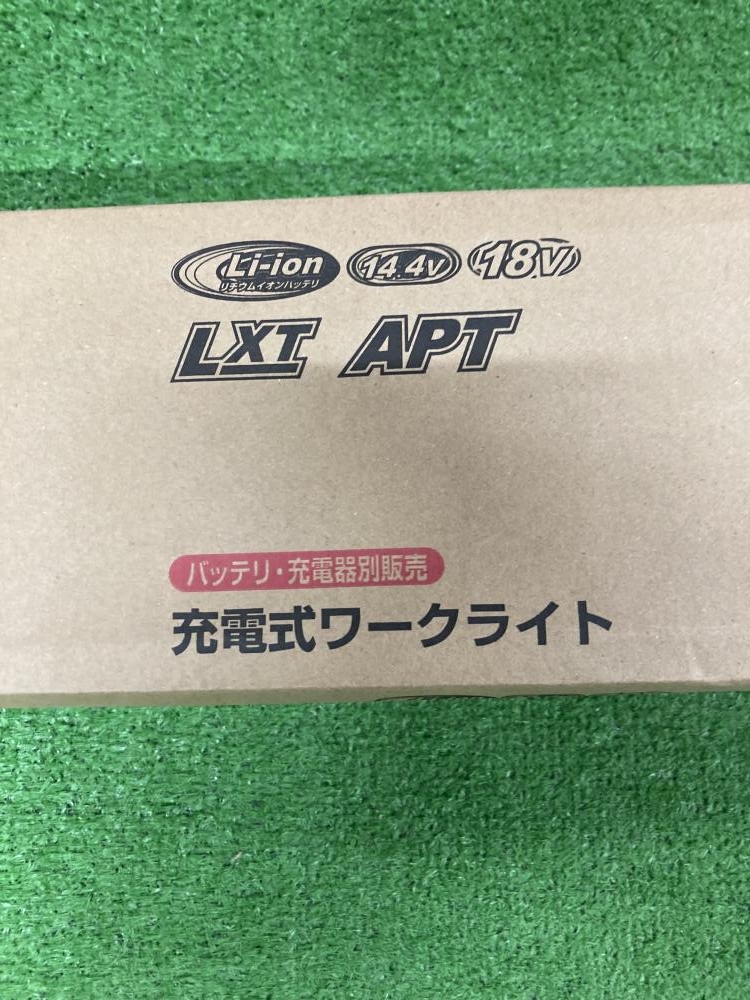 Li-ion 14.4V 18V
リチウムイオンバッテリ
LXT APT
バッテリ・充電器別販売
充電式ワークライト